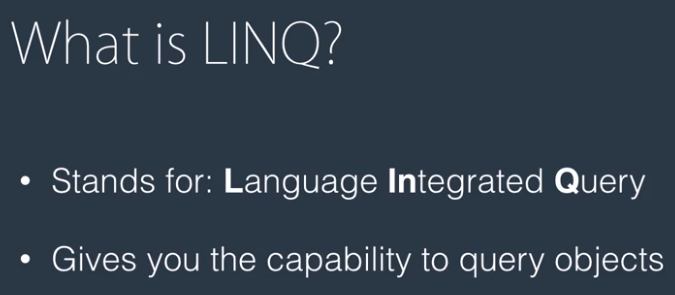 What is LINQ?
• Stands for: Language Integrated Query
• Gives you the capability to query objects